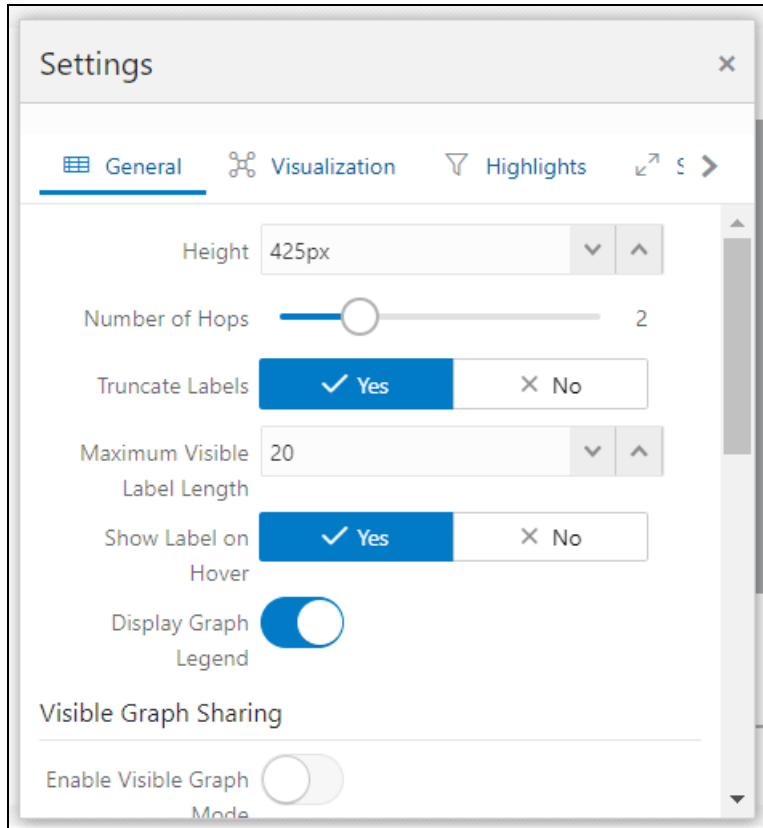 Settings
General Visualization Highlights S
Height 425px
Number of Hops 2
Truncate Labels Yes No
Maximum Visible 20
Label Length
Show Label on Yes No
Hover
Display Graph
Legend
Visible Graph Sharing
Enable Visible Graph
Mode